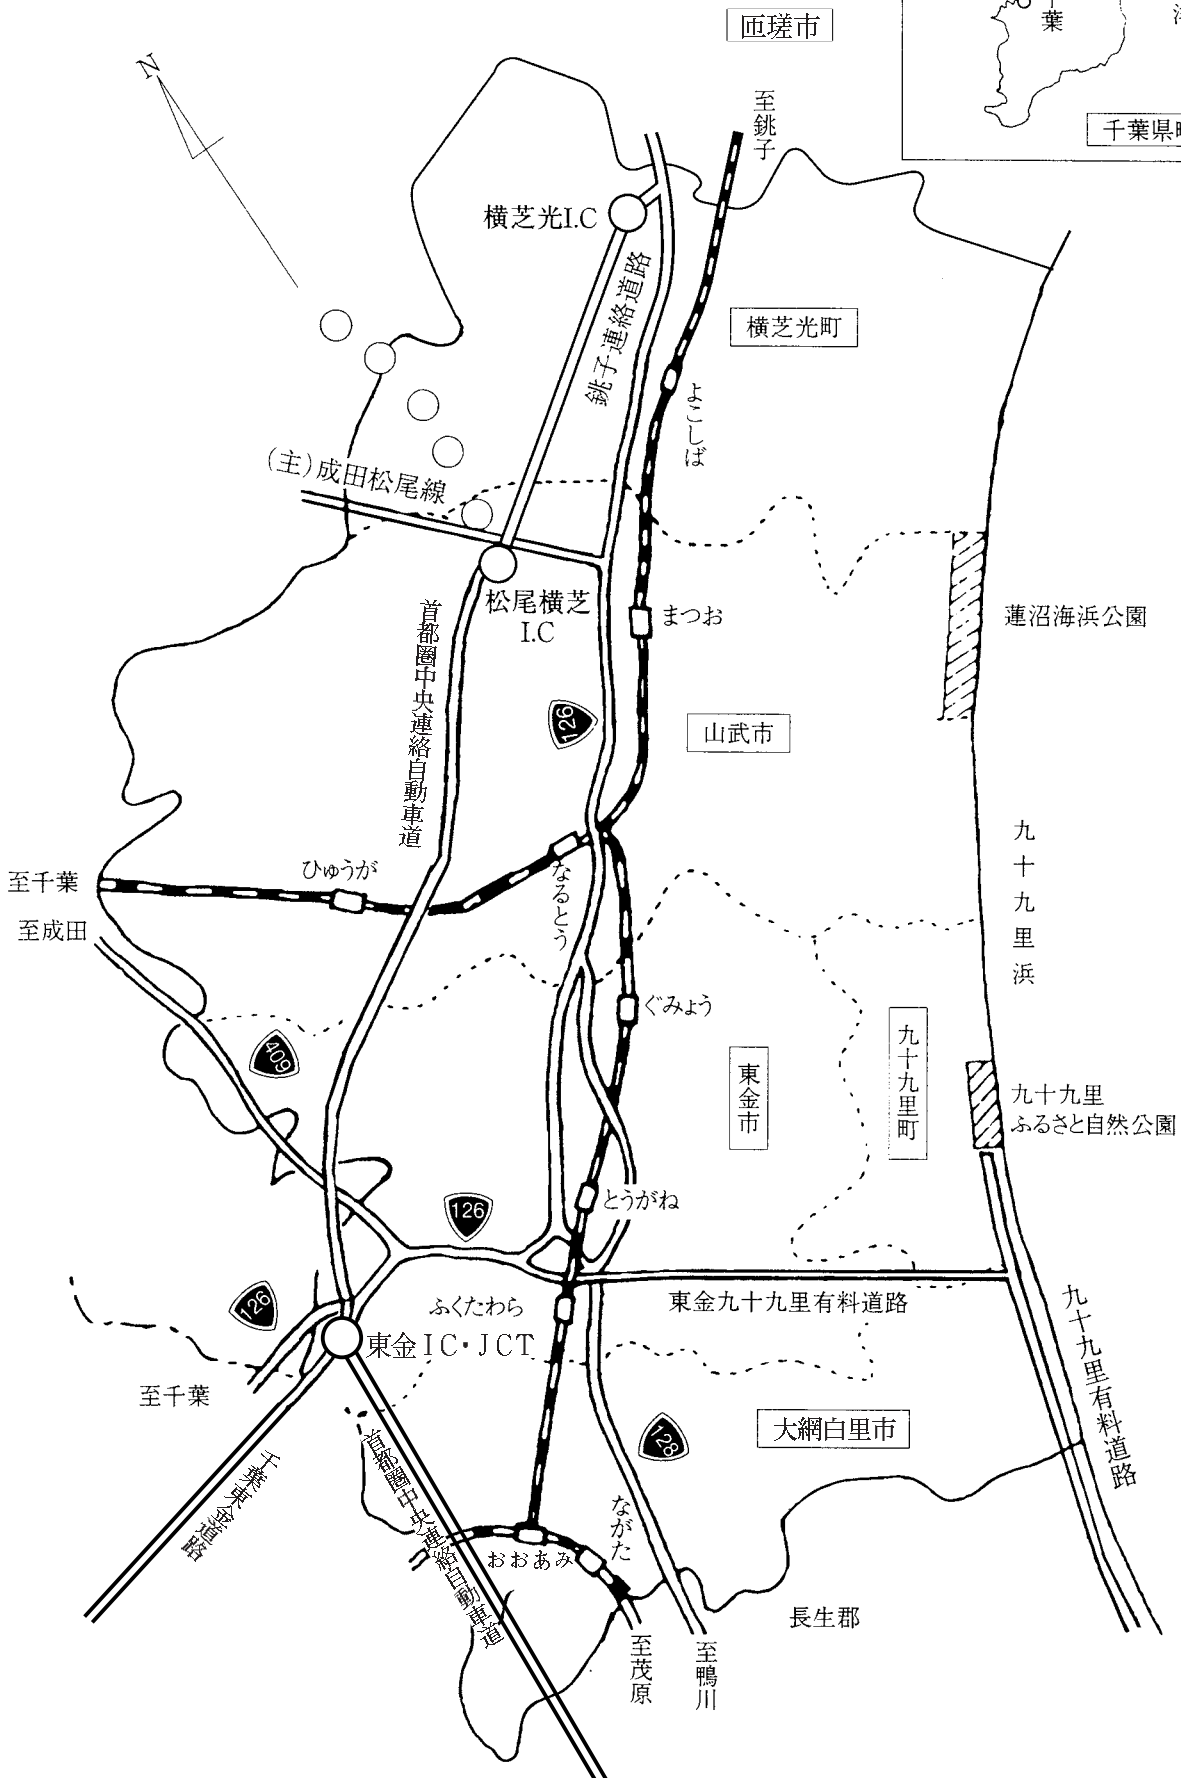 匝瑳市
千葉
千葉県
N
至銚子
横芝光I.C
銚子連絡道路
横芝光町
よこしば
(主)成田松尾線
松尾横芝
I.C
まつお
蓮沼海浜公園
首都圏中央連絡自動車道
126
山武市
九十九里浜
ひゅうが
至千葉
なるとう
至成田
ぐみょう
409
東金市
九十九里町
九十九里
ふるさと自然公園
126
とうがね
126
ふくたわら
東金九十九里有料道路
東金IC・JCT
九十九里有料道路
至千葉
大網白里市
128
千葉東金道路
首都圏中央連絡自動車道
ながた
おおあみ
長生郡
至茂原
至鴨川